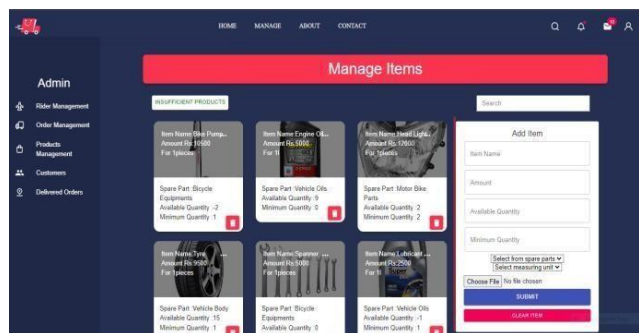 HOME MANAGE ABOUT CONTACT
Manage Items
Admin
Rider Management
Order Management
Products
Management
Customers
Delivered Orders
INSUFFICIENT PRODUCTS
Search
Item Name:Bike Pump...
Amount Rs:10500
For 1pieces
Spare Part :Bicycle
Equipments
Available Quantity :-2
Minimum Quantity :1
Item Name:Engine Oi...
Amount Rs:5000
For 1l
Spare Part :Vehicle Oils
Available Quantity :9
Minimum Quantity :0
Item Name:Head Light...
Amount Rs:12000
For 1pieces
Spare Part :Motor Bike
Parts
Available Quantity :2
Minimum Quantity :2
Item Name:Tyre ...
Amount Rs:9500
For 1pieces
Spare Part :Vehicle Body
Available Quantity :15
Minimum Quantity :1
Item Name:Spanner ...
Amount Rs:5000
For 1pieces
Spare Part :Bicycle
Equipments
Available Quantity :0
Item Name:Lubricant ...
Amount Rs:2500
For 1l
Super
Spare Part :Vehicle Oils
Available Quantity :-1
Minimum Quantity :1
Add Item
Item Name
Amount
Available Quantity
Minimum Quantity
Select from spare parts
Select measuring unit
Choose File No file chosen
SUBMIT
CLEAR ITEM